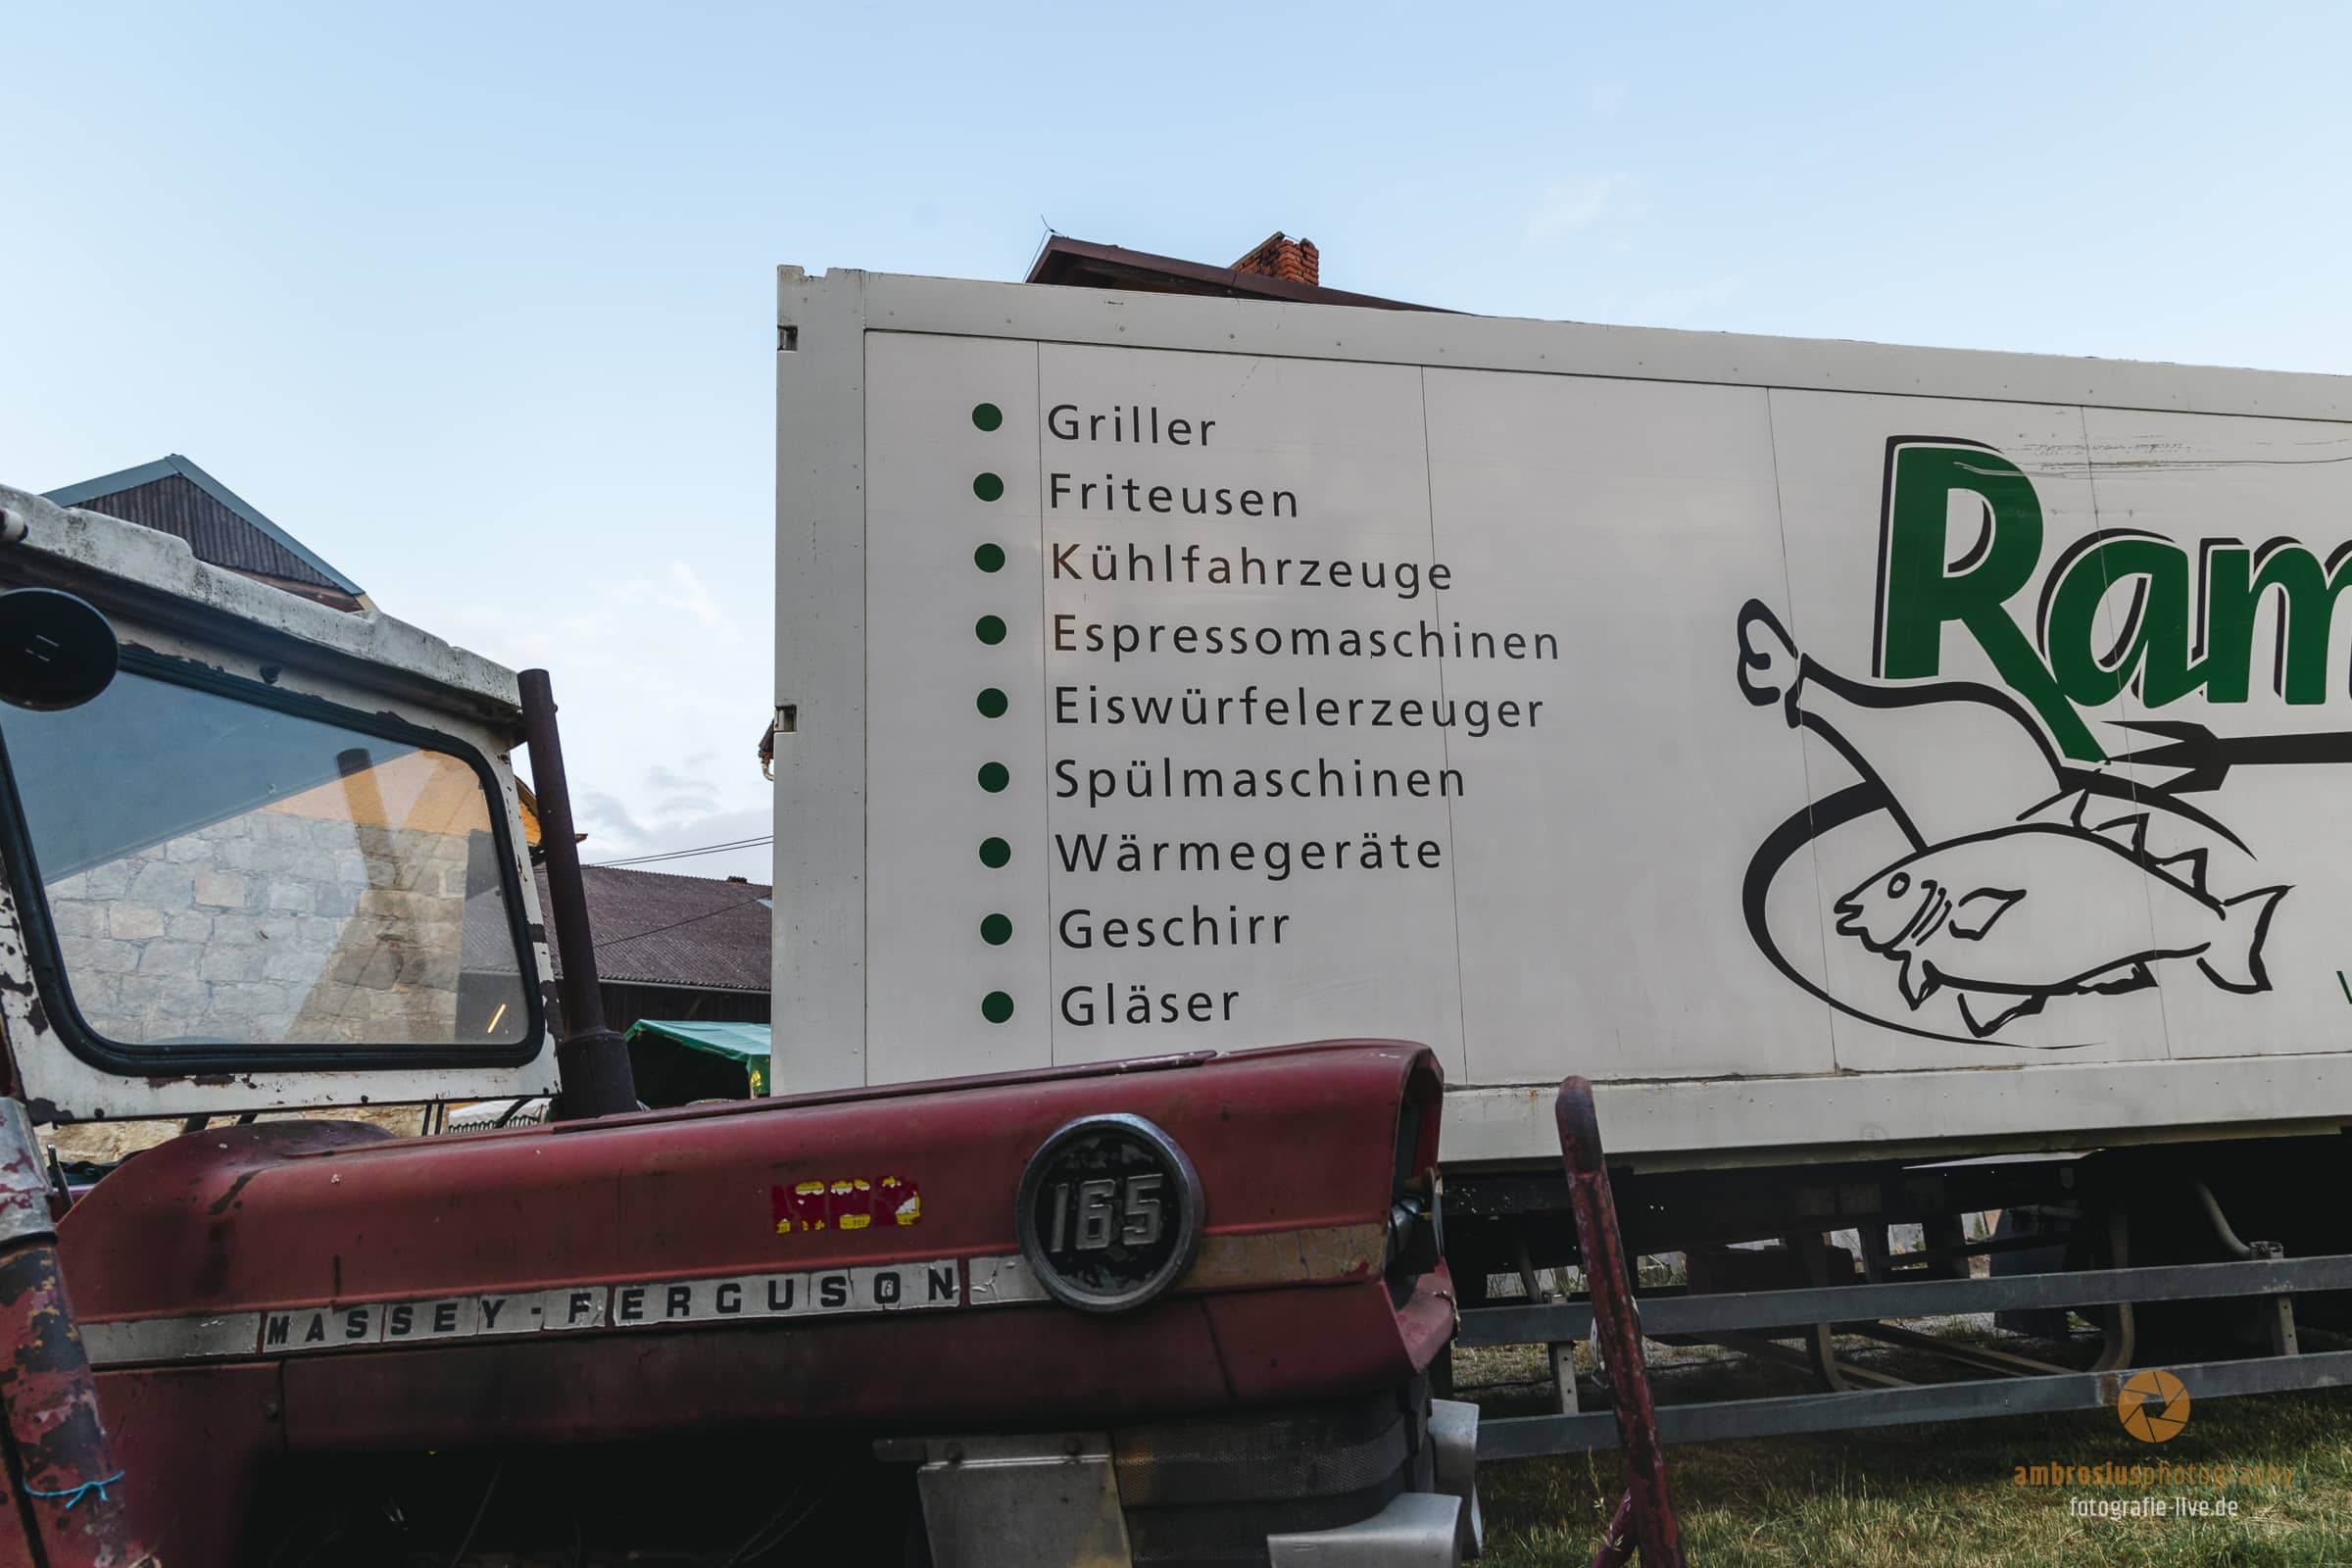 Griller
Friteusen
Kühlfahrzeuge
Espressomaschinen
Eiswürfelerzeuger
Spülmaschinen
Wärmegeräte
Geschirr
Gläser
Ram
165
MASSEY-FERGUSON
ambrosiusphotography
fotografie-live.de